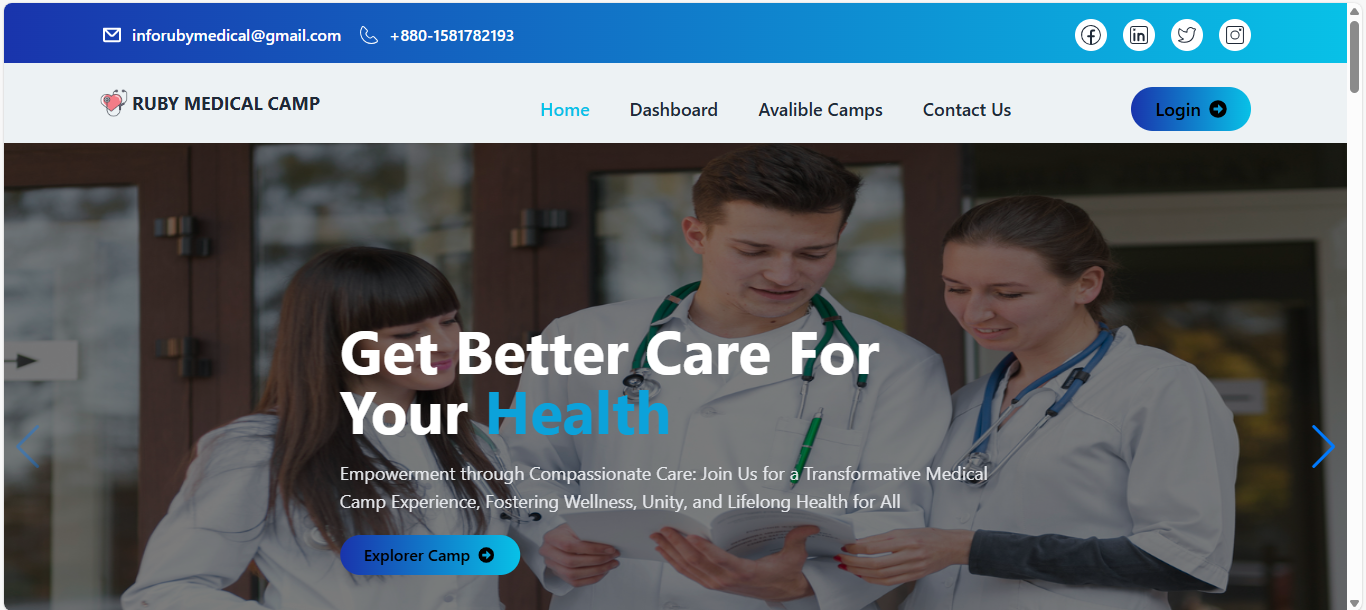 inforubymedical@gmail.com +880-1581782193
RUBY MEDICAL CAMP
Home Dashboard Avalible Camps Contact Us
Login
Get Better Care For
Your Health
Empowerment through Compassionate Care: Join Us for a Transformative Medical
Camp Experience, Fostering Wellness, Unity, and Lifelong Health for All
Explorer Camp